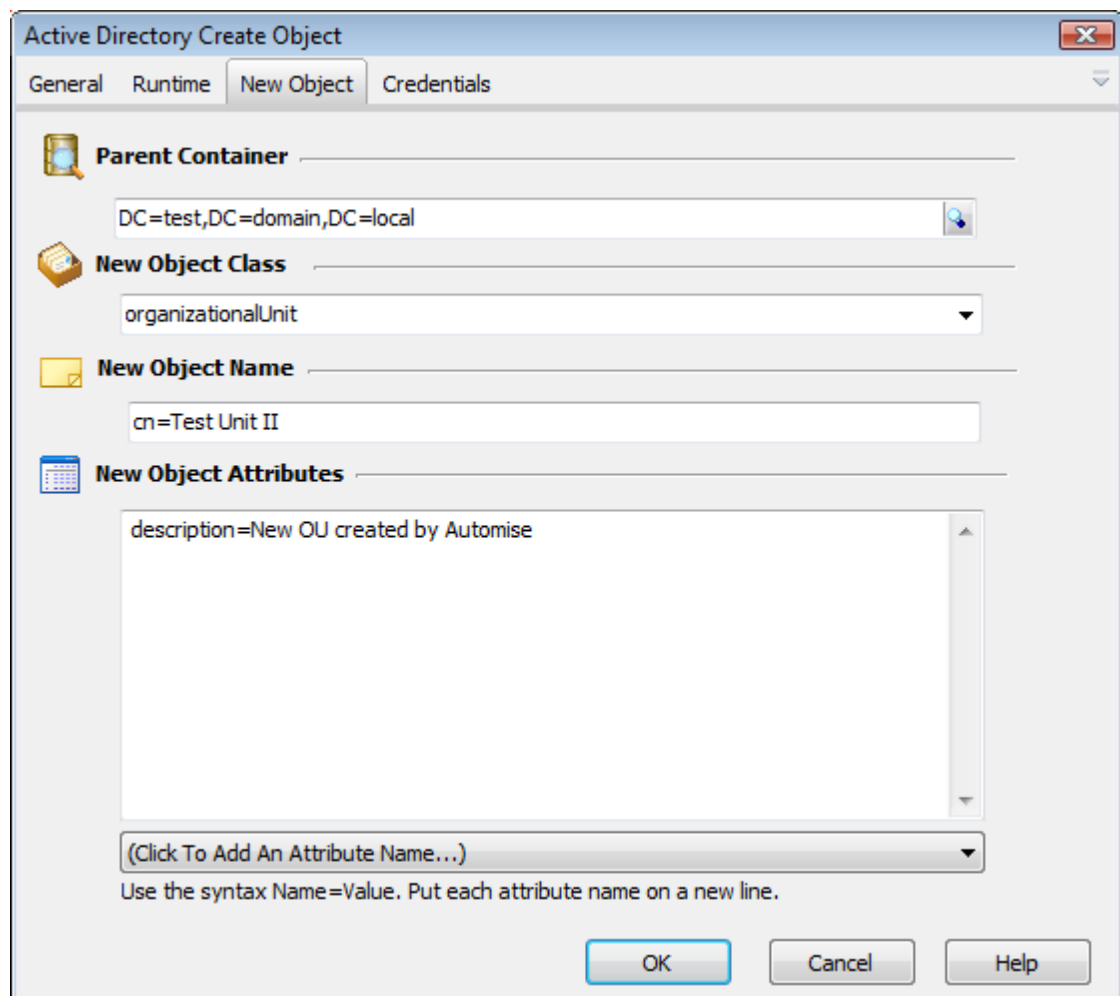 Active Directory Create Object
General Runtime New Object Credentials
Parent Container
DC=test,DC=domain,DC=local
New Object Class
organizationalUnit
New Object Name
cn=Test Unit II
New Object Attributes
description=New OU created by Automise
(Click To Add An Attribute Name...)
Use the syntax Name=Value. Put each attribute name on a new line.
OK Cancel Help